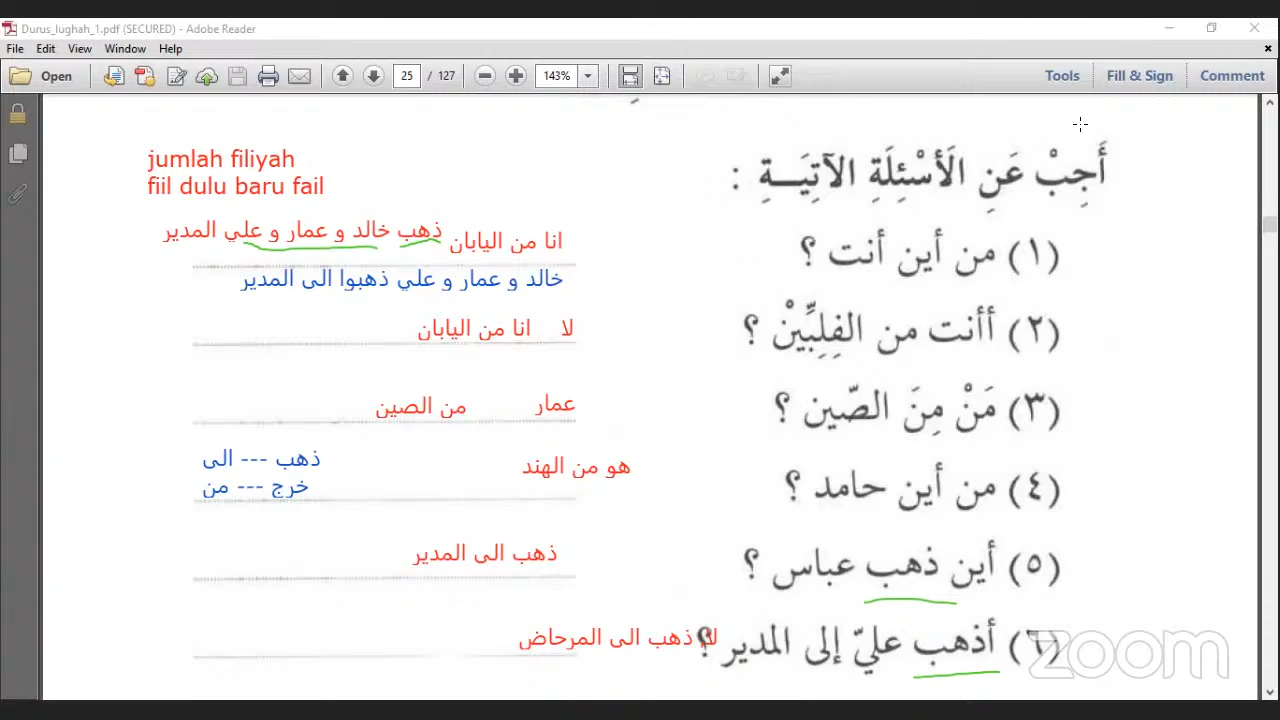 Durus_lughah_1.pdf (SECURED) - Adobe Reader
File Edit View Window Help
Open 25 / 127 143% Tools Fill & Sign Comment
أَجِبْ عَنِ الَأسْئِلَةِ الآتِيَـــةِ :
jumlah filiyah
fiil dulu baru fail
ذهب خالد و عمار و علي المدير
(١) من أين أنت ؟
انا من اليابان
خالد و عمار و علي ذهبوا الى المدير
(٢) أأنت من الفِلِبِّيْن ؟
لا انا من اليابان
(٣) مَنْ مِنَ الصّين ؟
عمار من الصين
(٤) من أين حامد ؟
هو من الهند
ذهب --- الى
خرج --- من
(٥) أين ذهب عباس ؟
ذهب الى المدير
(٦) أذهب عليّ إلى المدير ؟
لا ذهب الى المرحاض
zoom